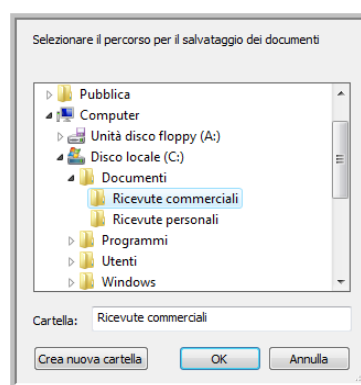 Selezionare il percorso per il salvataggio dei documenti
Pubblica
Computer
Unità disco floppy (A:)
Disco locale (C:)
Documenti
Ricevute commerciali
Ricevute personali
Programmi
Utenti
Windows
Cartella: Ricevute commerciali
Crea nuova cartella OK Annulla